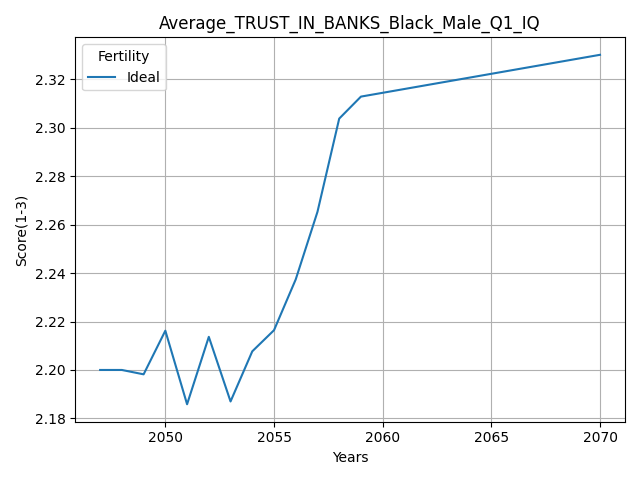 Average_TRUST_IN_BANKS_Black_Male_Q1_IQ
Fertility
Ideal
Score(1-3)
2.32
2.30
2.28
2.26
2.24
2.22
2.20
2.18
2050 2055 2060 2065 2070
Years